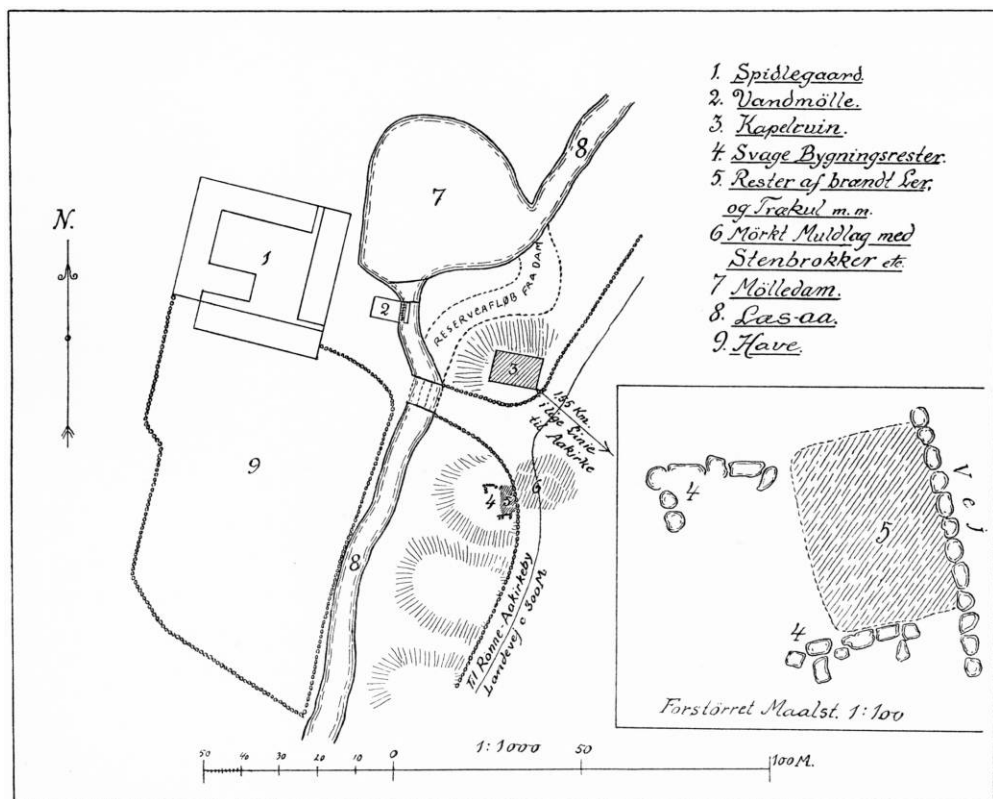 1. Spidlegaard
2. Vandmölle.
3. Kapelruin.
4. Svage Bygningsrester.
5. Rester af brændt Ler,
og Trækul m.m.
6 Mörkt Muldlag med
Stenbrokker etc.
7 Mölledam.
8. Læs-aa.
9. Have.
N.
1
2
3
4
5
6
7
8
8
9
RESERVEAFLØB FRA DAM
1.35 Km.
i lige Linie
til Aakirke
Til Rönne-Aakirkeby
Landevej c 300 M.
4
5
4
Vej
Forstörret Maalst. 1:100
1:1000
50 40 30 20 10 0 50 100 M.